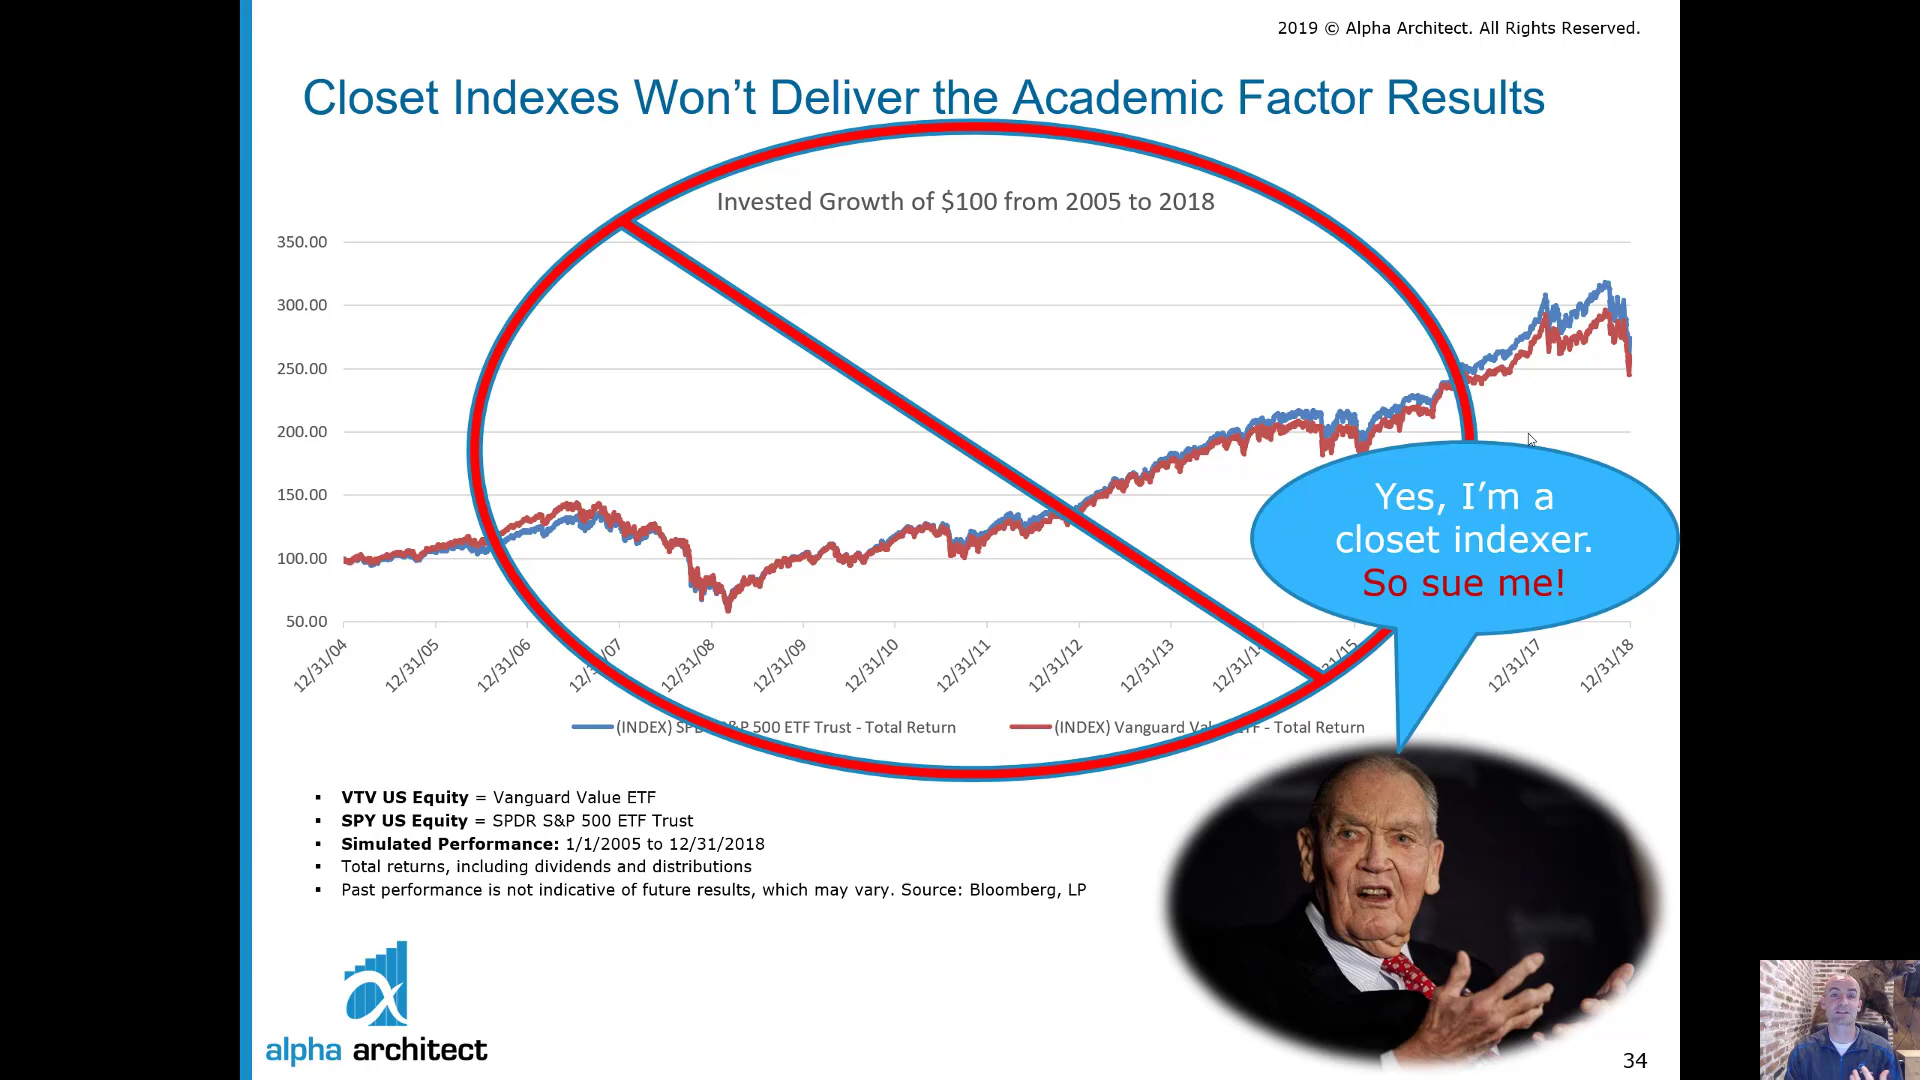 2019 © Alpha Architect. All Rights Reserved.
Closet Indexes Won’t Deliver the Academic Factor Results
Invested Growth of $100 from 2005 to 2018
350.00
300.00
250.00
200.00
150.00
100.00
50.00
12/31/04
12/31/05
12/31/06
12/31/08
12/31/09
12/31/10
12/31/11
12/31/12
12/31/13
12/31/17
12/31/18
(INDEX) 500 ETF Trust - Total Return
(INDEX) Vanguard - Total Return
Yes, I’m a
closet indexer.
So sue me!
▪ VTV US Equity = Vanguard Value ETF
▪ SPY US Equity = SPDR S&P 500 ETF Trust
▪ Simulated Performance: 1/1/2005 to 12/31/2018
▪ Total returns, including dividends and distributions
▪ Past performance is not indicative of future results, which may vary. Source: Bloomberg, LP
alpha architect
34